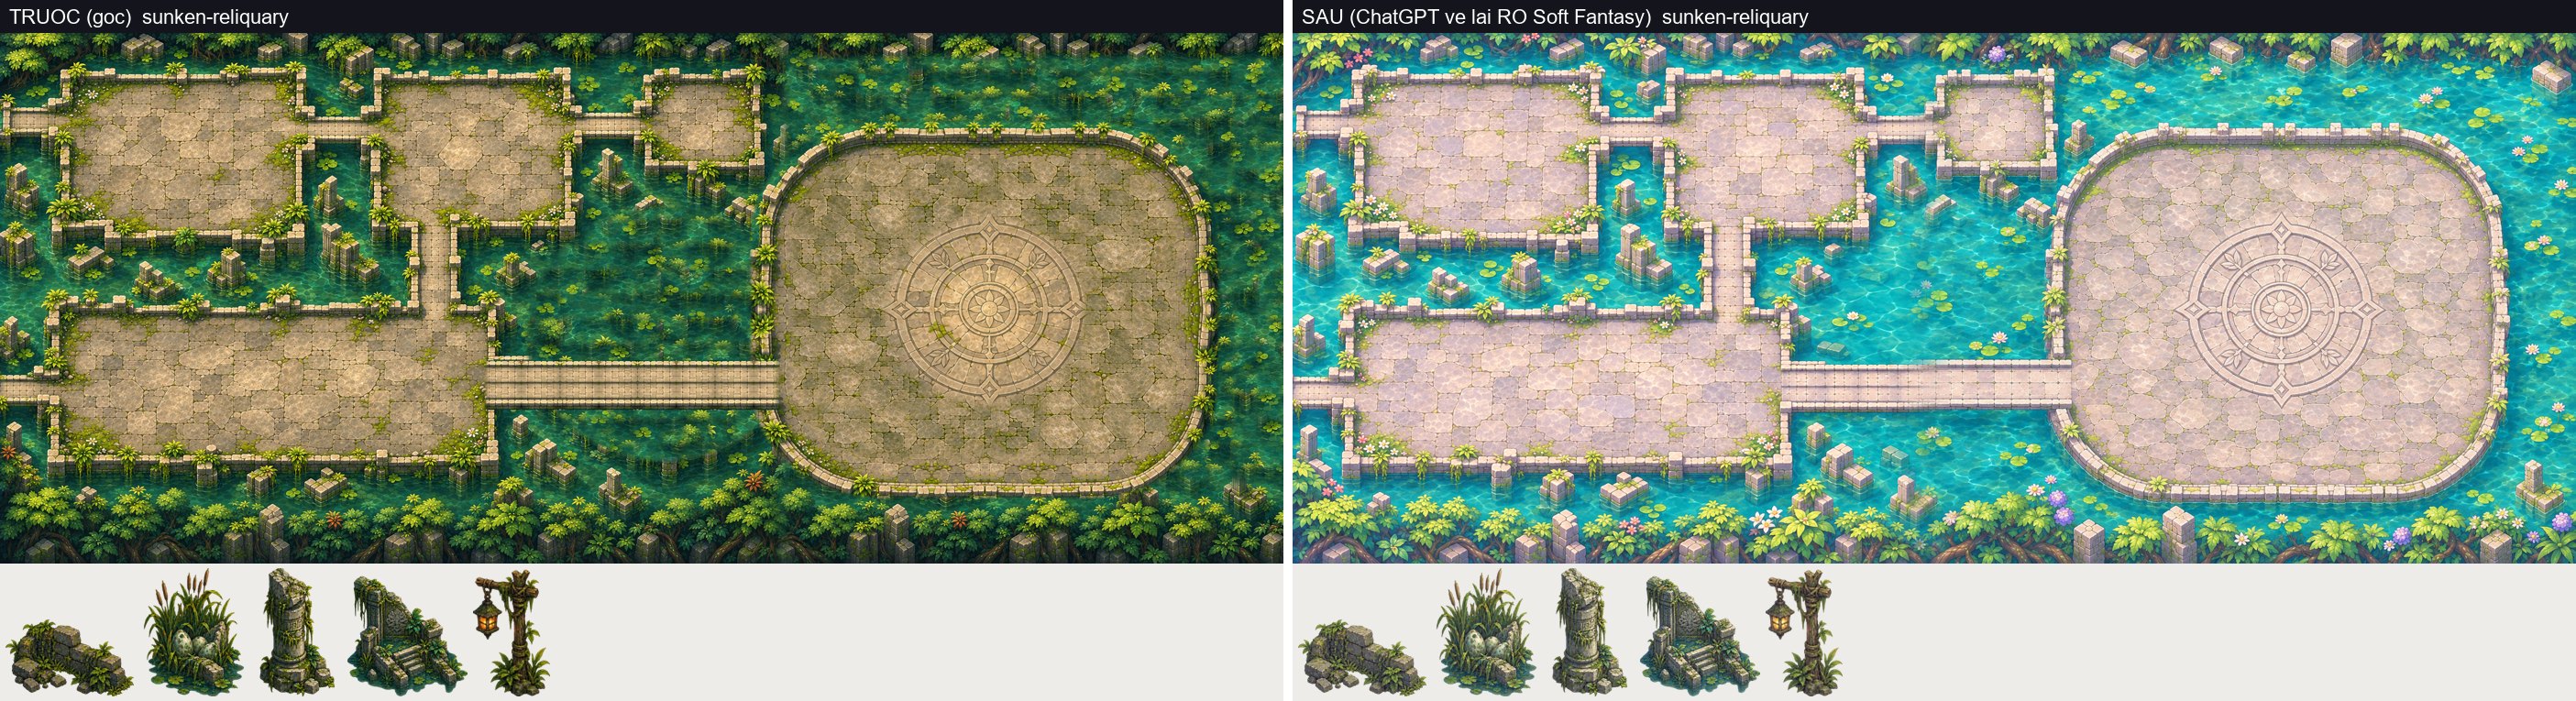 TRUOC (goc)  sunken-reliquary
SAU (ChatGPT ve lai RO Soft Fantasy)  sunken-reliquary